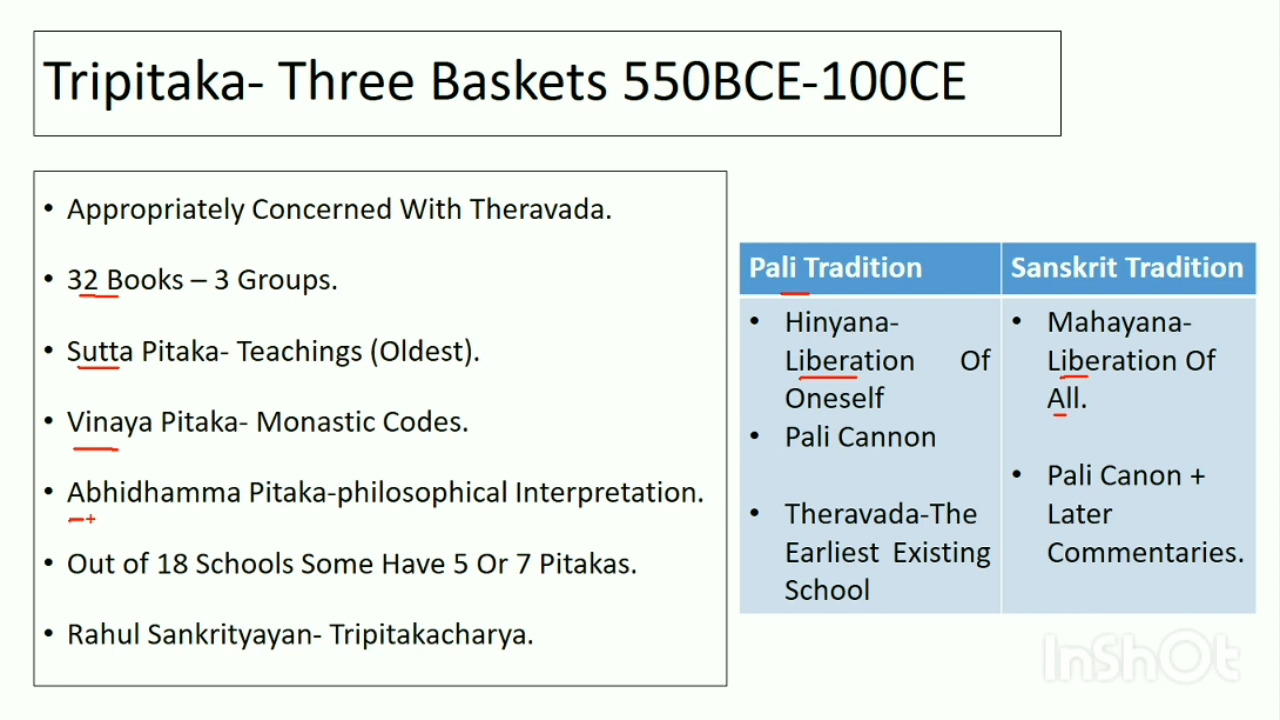 Tripitaka- Three Baskets 550BCE-100CE
• Appropriately Concerned With Theravada.
• 32 Books – 3 Groups.
• Sutta Pitaka- Teachings (Oldest).
• Vinaya Pitaka- Monastic Codes.
• Abhidhamma Pitaka-philosophical Interpretation.
• Out of 18 Schools Some Have 5 Or 7 Pitakas.
• Rahul Sankrityayan- Tripitakacharya.
Pali Tradition
• Hinyana-
Liberation Of
Oneself
• Pali Cannon
• Theravada-The
Earliest Existing
School
Sanskrit Tradition
• Mahayana-
Liberation Of
All.
• Pali Canon +
Later
Commentaries.
InShOt